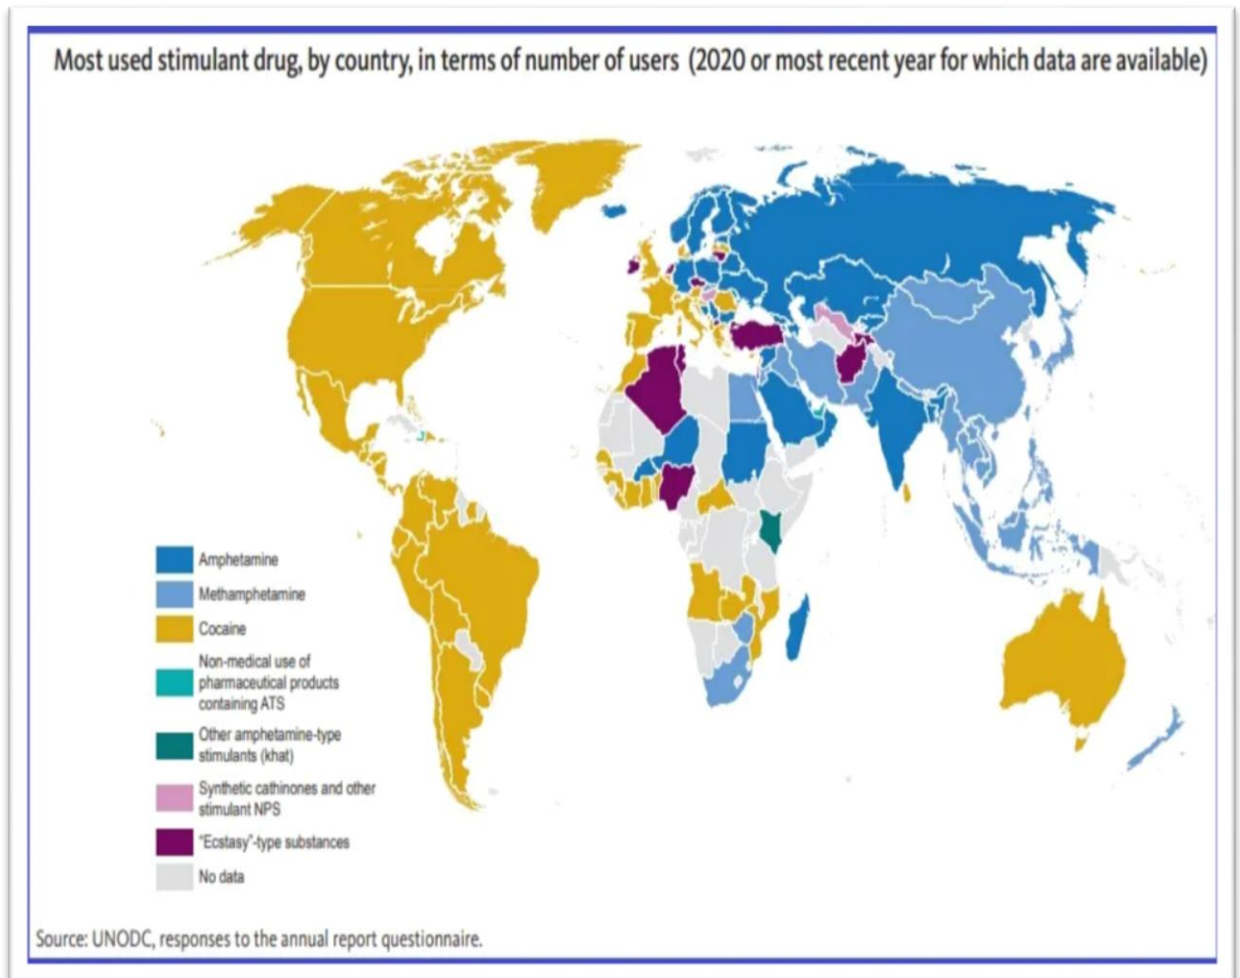 Most used stimulant drug, by country, in terms of number of users (2020 or most recent year for which data are available)
Amphetamine
Methamphetamine
Cocaine
Non-medical use of
pharmaceutical products
containing ATS
Other amphetamine-type
stimulants (khat)
Synthetic cathinones and other
stimulant NPS
"Ecstasy"-type substances
No data
Source: UNODC, responses to the annual report questionnaire.